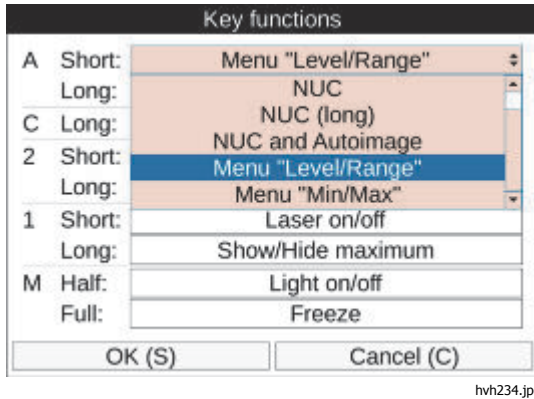 Key functions
A Short: Menu "Level/Range"
Long: NUC
NUC (long)
C Long:
NUC and Autoimage
2 Short:
Menu "Level/Range"
Long: Menu "Min/Max"
1 Short: Laser on/off
Long: Show/Hide maximum
M Half: Light on/off
Full: Freeze
OK (S) Cancel (C)
hvh234.jp